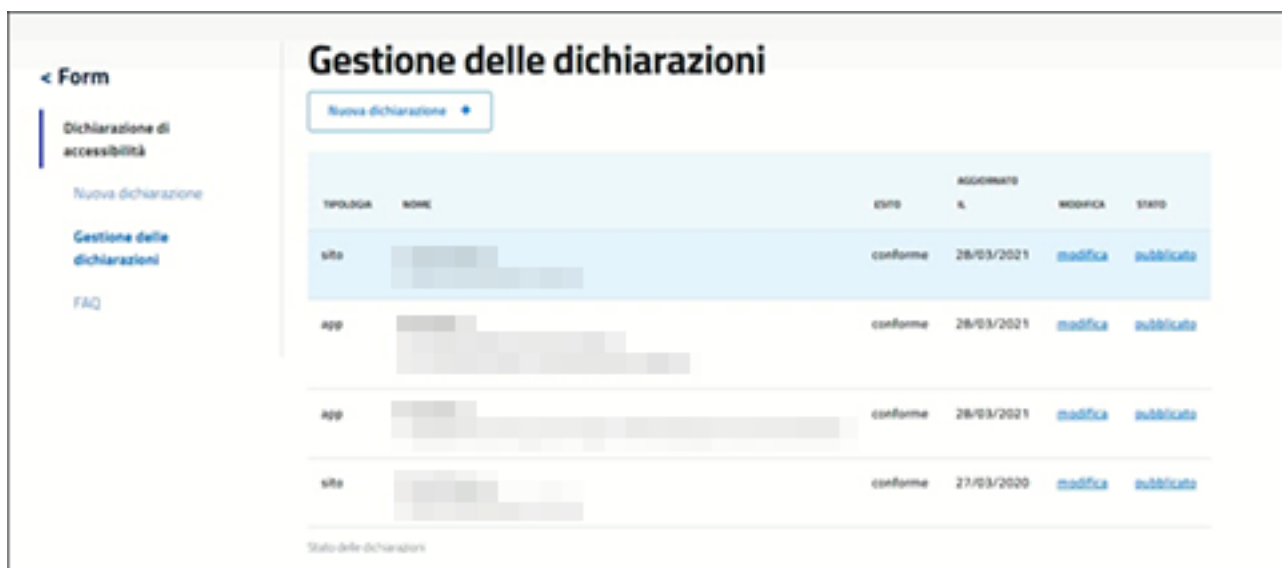 < Form
Dichiarazione di
accessibilità
Nuova dichiarazione
Gestione delle
dichiarazioni
FAQ
Gestione delle dichiarazioni
Nuova dichiarazione +
TIPOLOGIA NOME ESITO AGGIORNATO IL MODIFICA STATO
sito conforme 28/03/2021 modifica pubblicato
app conforme 28/03/2021 modifica pubblicato
app conforme 28/03/2021 modifica pubblicato
sito conforme 27/03/2020 modifica pubblicato
Stato delle dichiarazioni